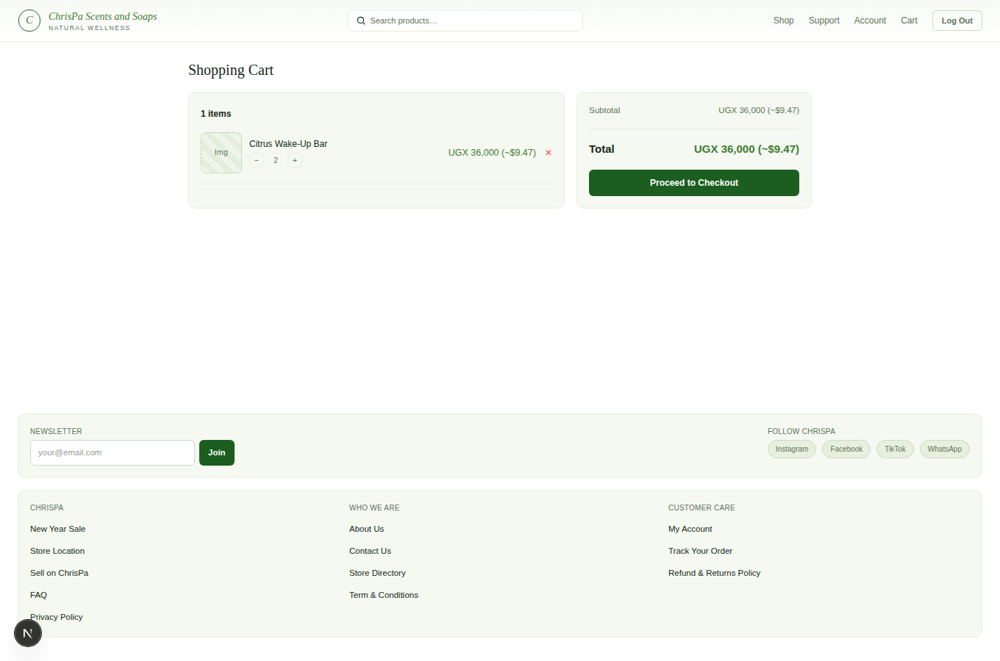 C
ChrisPa Scents and Soaps
NATURAL WELLNESS
Search products…
Shop
Support
Account
Cart
Log Out
Shopping Cart
1 items
Img
Citrus Wake-Up Bar
− 2 +
UGX 36,000 (~$9.47) ✕
Subtotal UGX 36,000 (~$9.47)
Total UGX 36,000 (~$9.47)
Proceed to Checkout
NEWSLETTER
your@email.com
Join
FOLLOW CHRISPA
Instagram
Facebook
TikTok
WhatsApp
CHRISPA
New Year Sale
Store Location
Sell on ChrisPa
FAQ
Privacy Policy
WHO WE ARE
About Us
Contact Us
Store Directory
Term & Conditions
CUSTOMER CARE
My Account
Track Your Order
Refund & Returns Policy
N